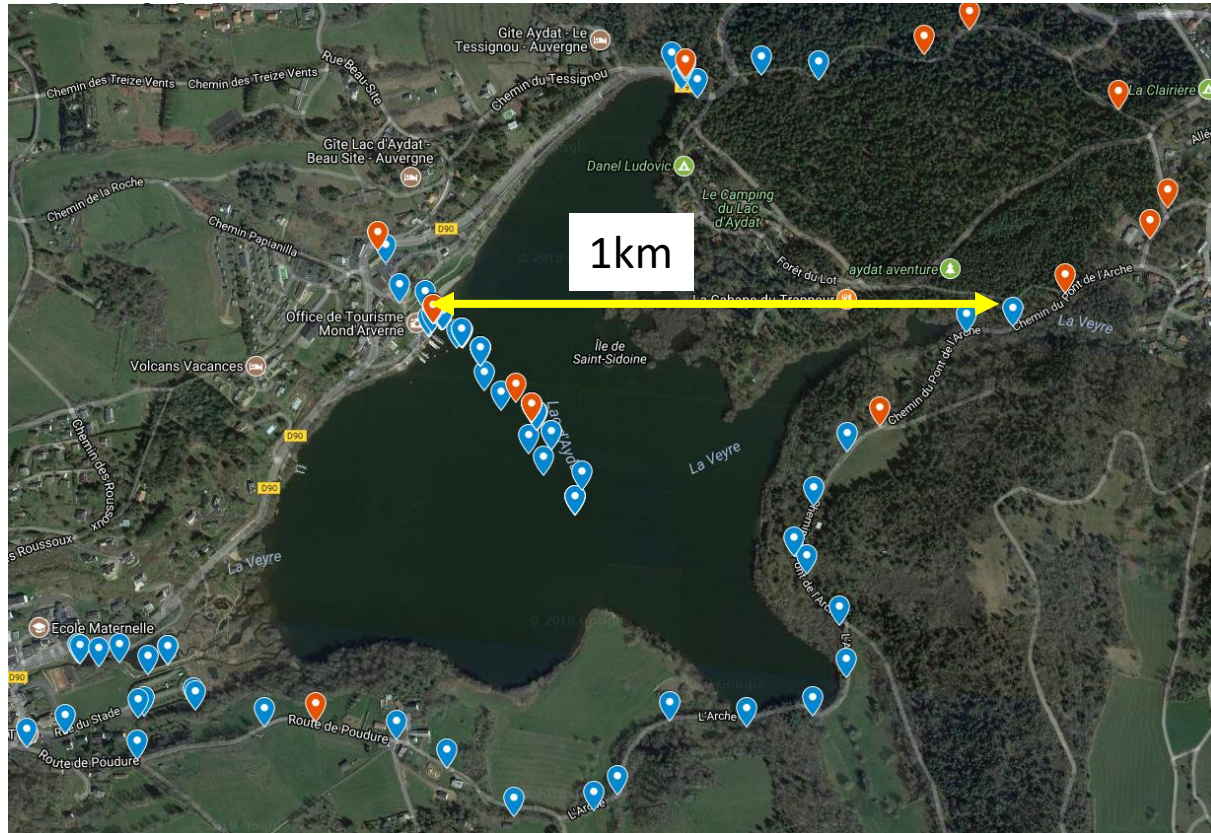 Gîte Aydat - Le
Tessignou - Auvergne
Chemin des Treize Vents
Chemin des Treize Vents
Rue Beau-Site
Chemin du Tessignou
La Clairière
Gîte Lac d'Aydat -
Beau Site - Auvergne
Danel Ludovic
Le Camping
du Lac
d'Aydat
Chemin de la Roche
Chemin Papianilla
D90
1km
Forêt du Lot
aydat aventure
Chemin du Pont de l'Arche
La Cabane du Trappeur
La Veyre
Office de Tourisme
Mond'Arverne
Île de
Saint-Sidoine
Chemin du Pont de l'Arche
Volcans Vacances
Lac d'Aydat
D90
La Veyre
Chemin des Roussoux
D90
Roussoux
La Veyre
Ecole Maternelle
D90
Rue du Stade
Route de Poudure
Route de Poudure
L'Arche
L'Arche